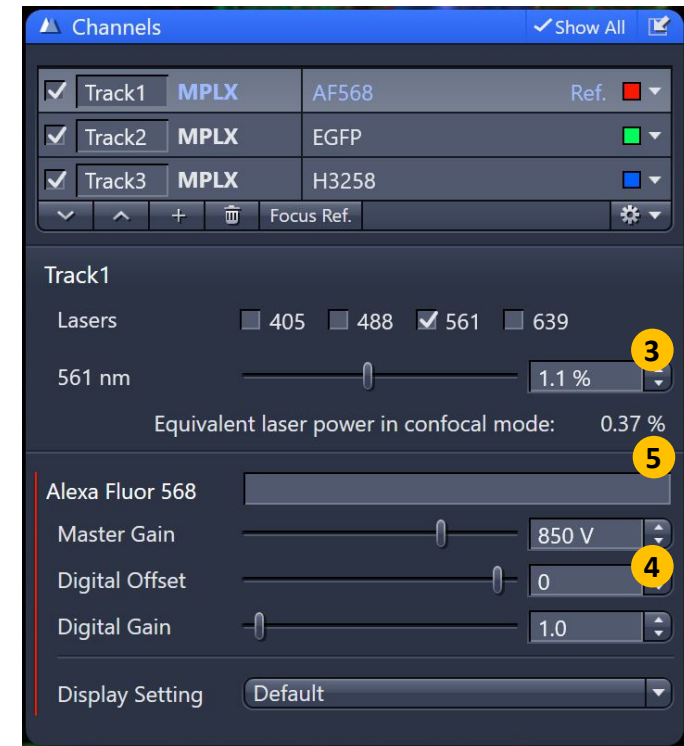 Channels Show All
Track1 MPLX AF568 Ref.
Track2 MPLX EGFP
Track3 MPLX H3258
+ Focus Ref.
Track1
Lasers 405 488 561 639
3
561 nm 1.1 %
Equivalent laser power in confocal mode: 0.37 %
5
Alexa Fluor 568
Master Gain 850 V
4
Digital Offset 0
Digital Gain 1.0
Display Setting Default